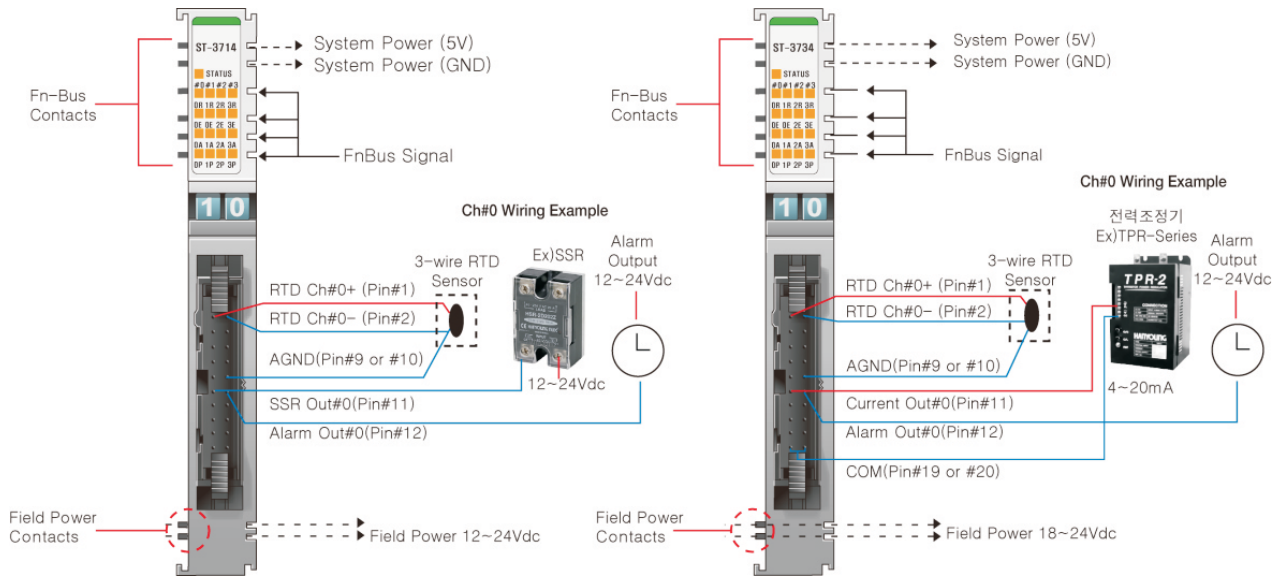 ST-3714
STATUS
#0 #1 #2 #3
0R 1R 2R 3R
0E 0E 2E 3E
0A 1A 2A 3A
0P 1P 2P 3P
1 0
System Power (5V)
System Power (GND)
Fn-Bus
Contacts
FnBus Signal
Ch#0 Wiring Example
3-wire RTD
Sensor
Ex)SSR
Alarm
Output
12~24Vdc
RTD Ch#0+ (Pin#1)
RTD Ch#0- (Pin#2)
AGND(Pin#9 or #10)
12~24Vdc
SSR Out#0(Pin#11)
Alarm Out#0(Pin#12)
Field Power
Contacts
Field Power 12~24Vdc
ST-3734
STATUS
#0 #1 #2 #3
0R 1R 2R 3R
0E 0E 2E 3E
0A 1A 2A 3A
0P 1P 2P 3P
1 0
System Power (5V)
System Power (GND)
Fn-Bus
Contacts
FnBus Signal
Ch#0 Wiring Example
전력조정기
Ex)TPR-Series
3-wire RTD
Sensor
Alarm
Output
12~24Vdc
TPR-2
HANYOUNG
RTD Ch#0+ (Pin#1)
RTD Ch#0- (Pin#2)
AGND(Pin#9 or #10)
4~20mA
Current Out#0(Pin#11)
Alarm Out#0(Pin#12)
COM(Pin#19 or #20)
Field Power
Contacts
Field Power 18~24Vdc